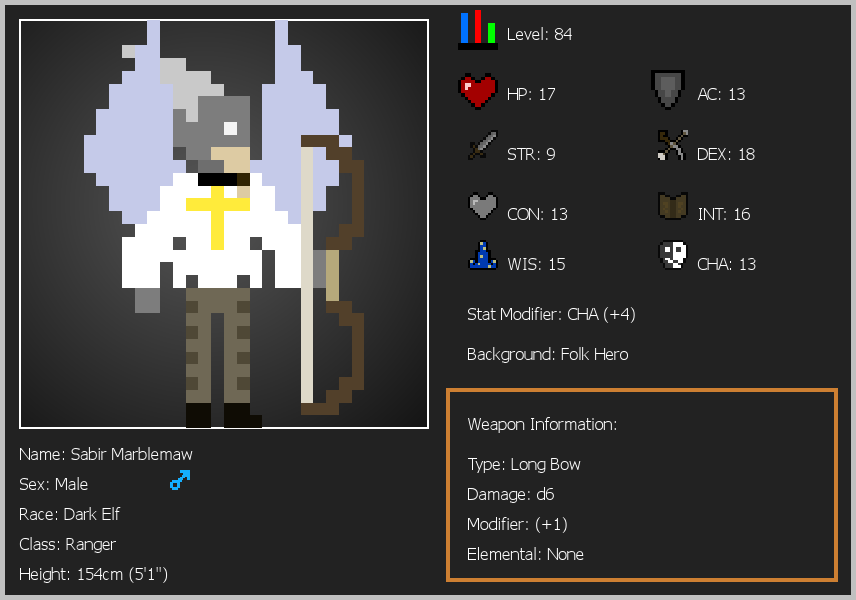 Level: 84
HP: 17
AC: 13
STR: 9
DEX: 18
CON: 13
INT: 16
WIS: 15
CHA: 13
Stat Modifier: CHA (+4)
Background: Folk Hero
Weapon Information:
Type: Long Bow
Damage: d6
Modifier: (+1)
Elemental: None
Name: Sabir Marblemaw
Sex: Male
Race: Dark Elf
Class: Ranger
Height: 154cm (5'1")